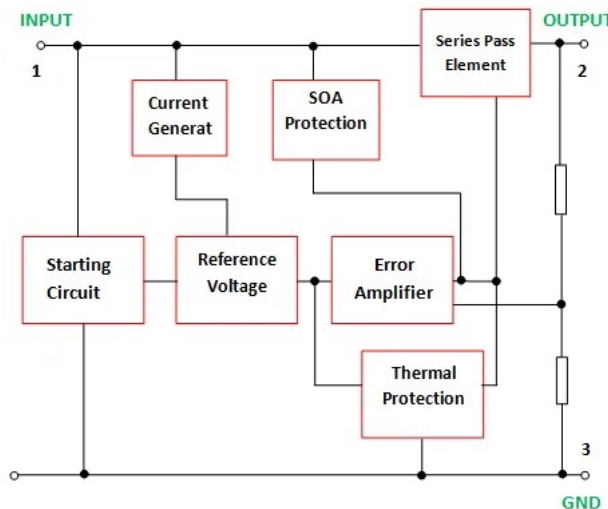 INPUT
OUTPUT
1
2
Series Pass
Element
Current
Generat
SOA
Protection
Starting
Circuit
Reference
Voltage
Error
Amplifier
Thermal
Protection
3
GND